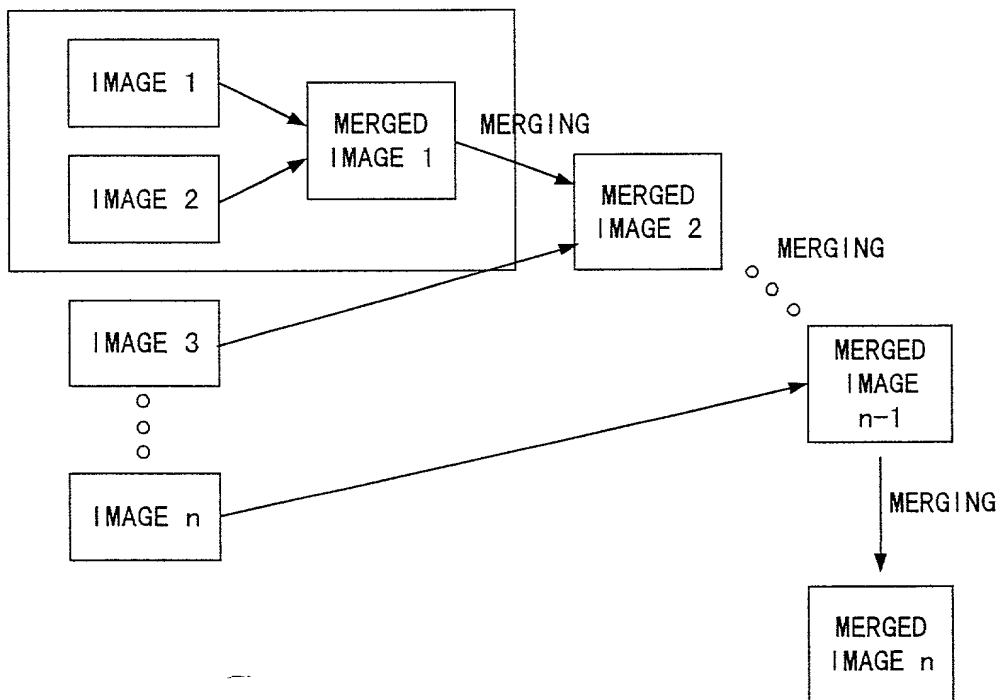 IMAGE 1
MERGED
IMAGE 1
MERGING
IMAGE 2
MERGED
IMAGE 2
MERGING
IMAGE 3
MERGED
IMAGE
n-1
IMAGE n
MERGING
MERGED
IMAGE n